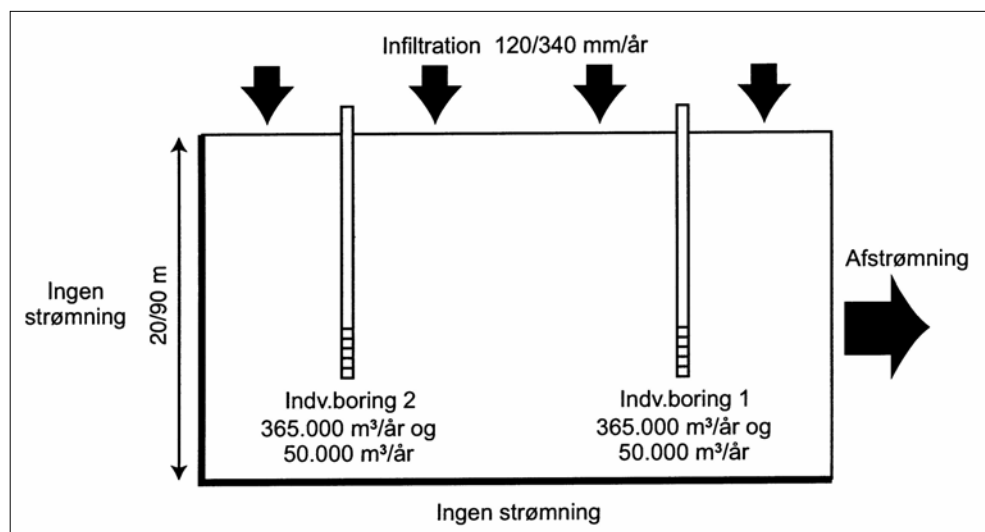 Infiltration 120/340 mm/år
Afstrømning
Ingen
strømning
20/90 m
Indv.boring 2
365.000 m³/år og
50.000 m³/år
Indv.boring 1
365.000 m³/år og
50.000 m³/år
Ingen strømning